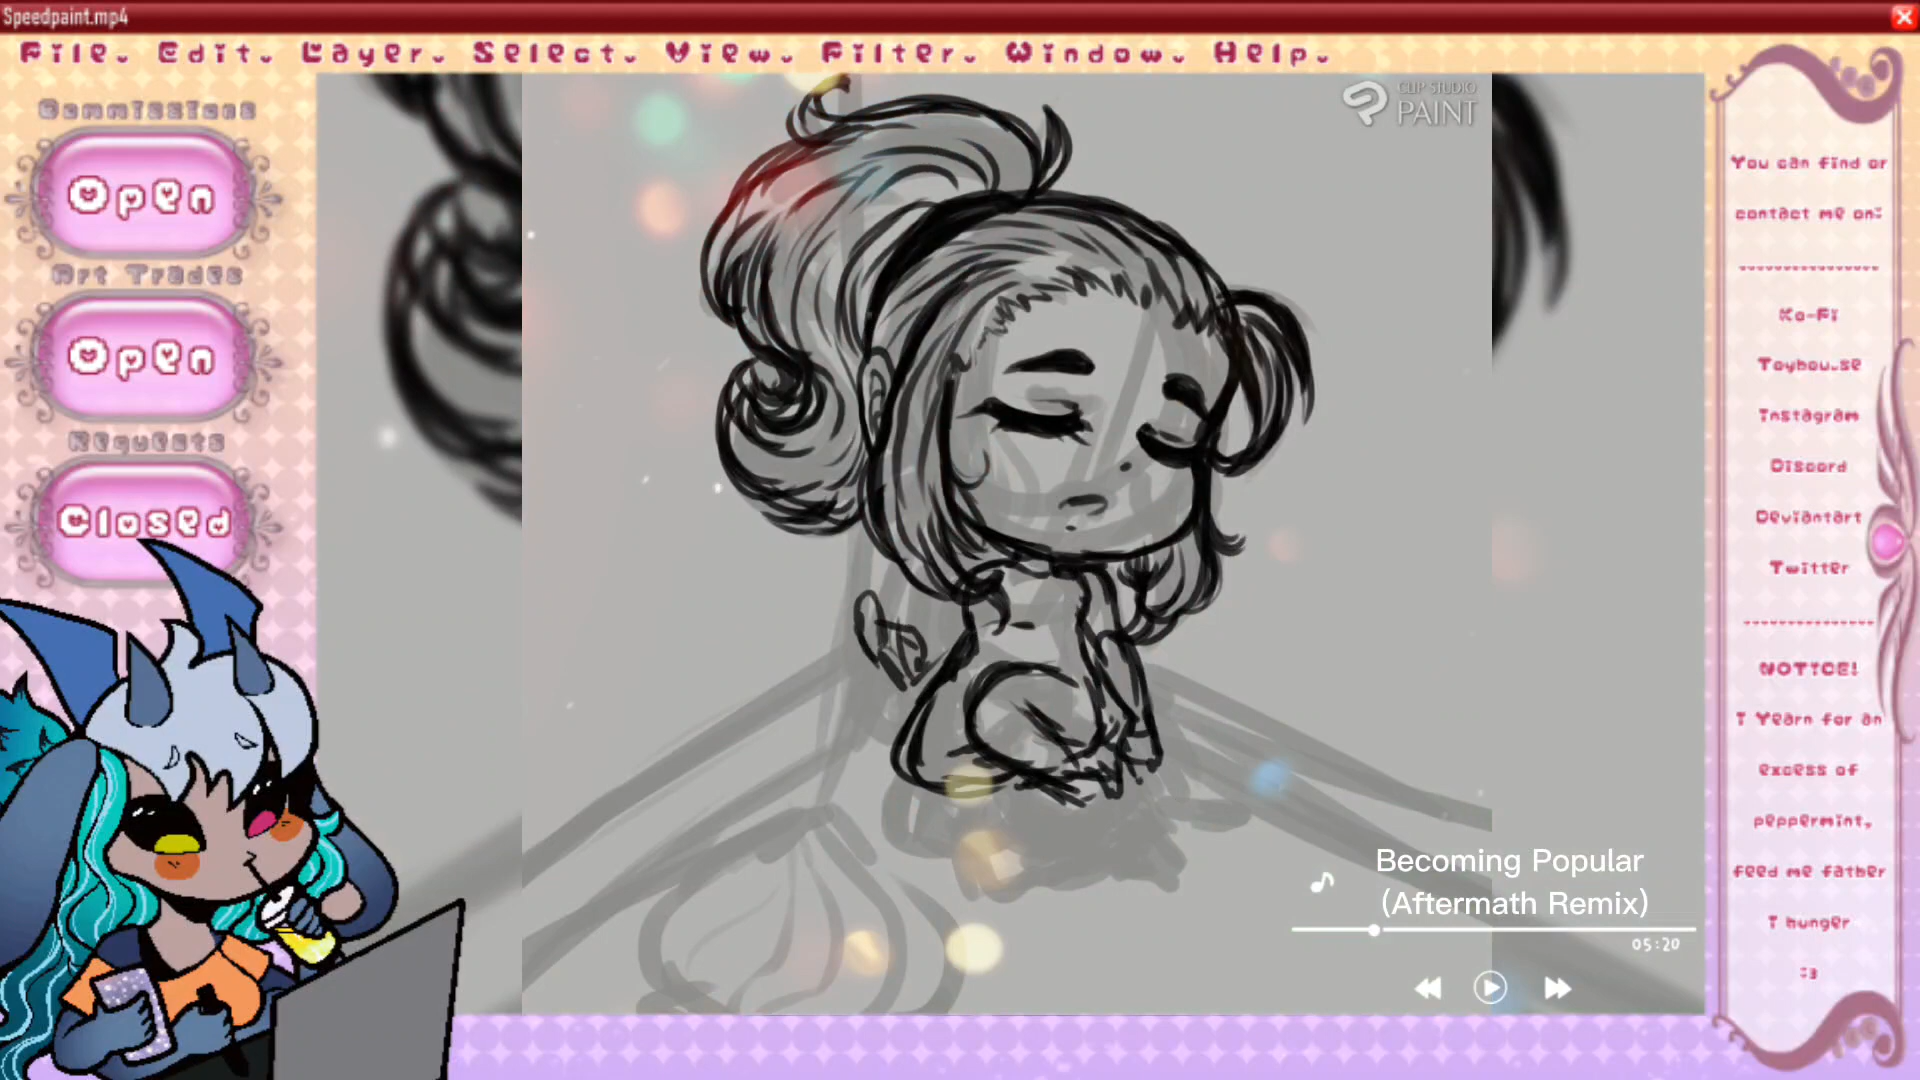 Speedpaint.mp4
File. Edit. Layer. Select. View. Filter. Window. Help.
Commissions
Open
Art Trades
Open
Requests
Closed
CLIP STUDIO
PAINT
Becoming Popular
(Aftermath Remix)
05:20
You can find or
contact me on:
----------------
Ko-Fi
Toyhou.se
Instagram
Discord
Deviantart
Twitter
---------------
NOTICE!
I Yearn for an
excess of
peppermint,
feed me father
I hunger
:3